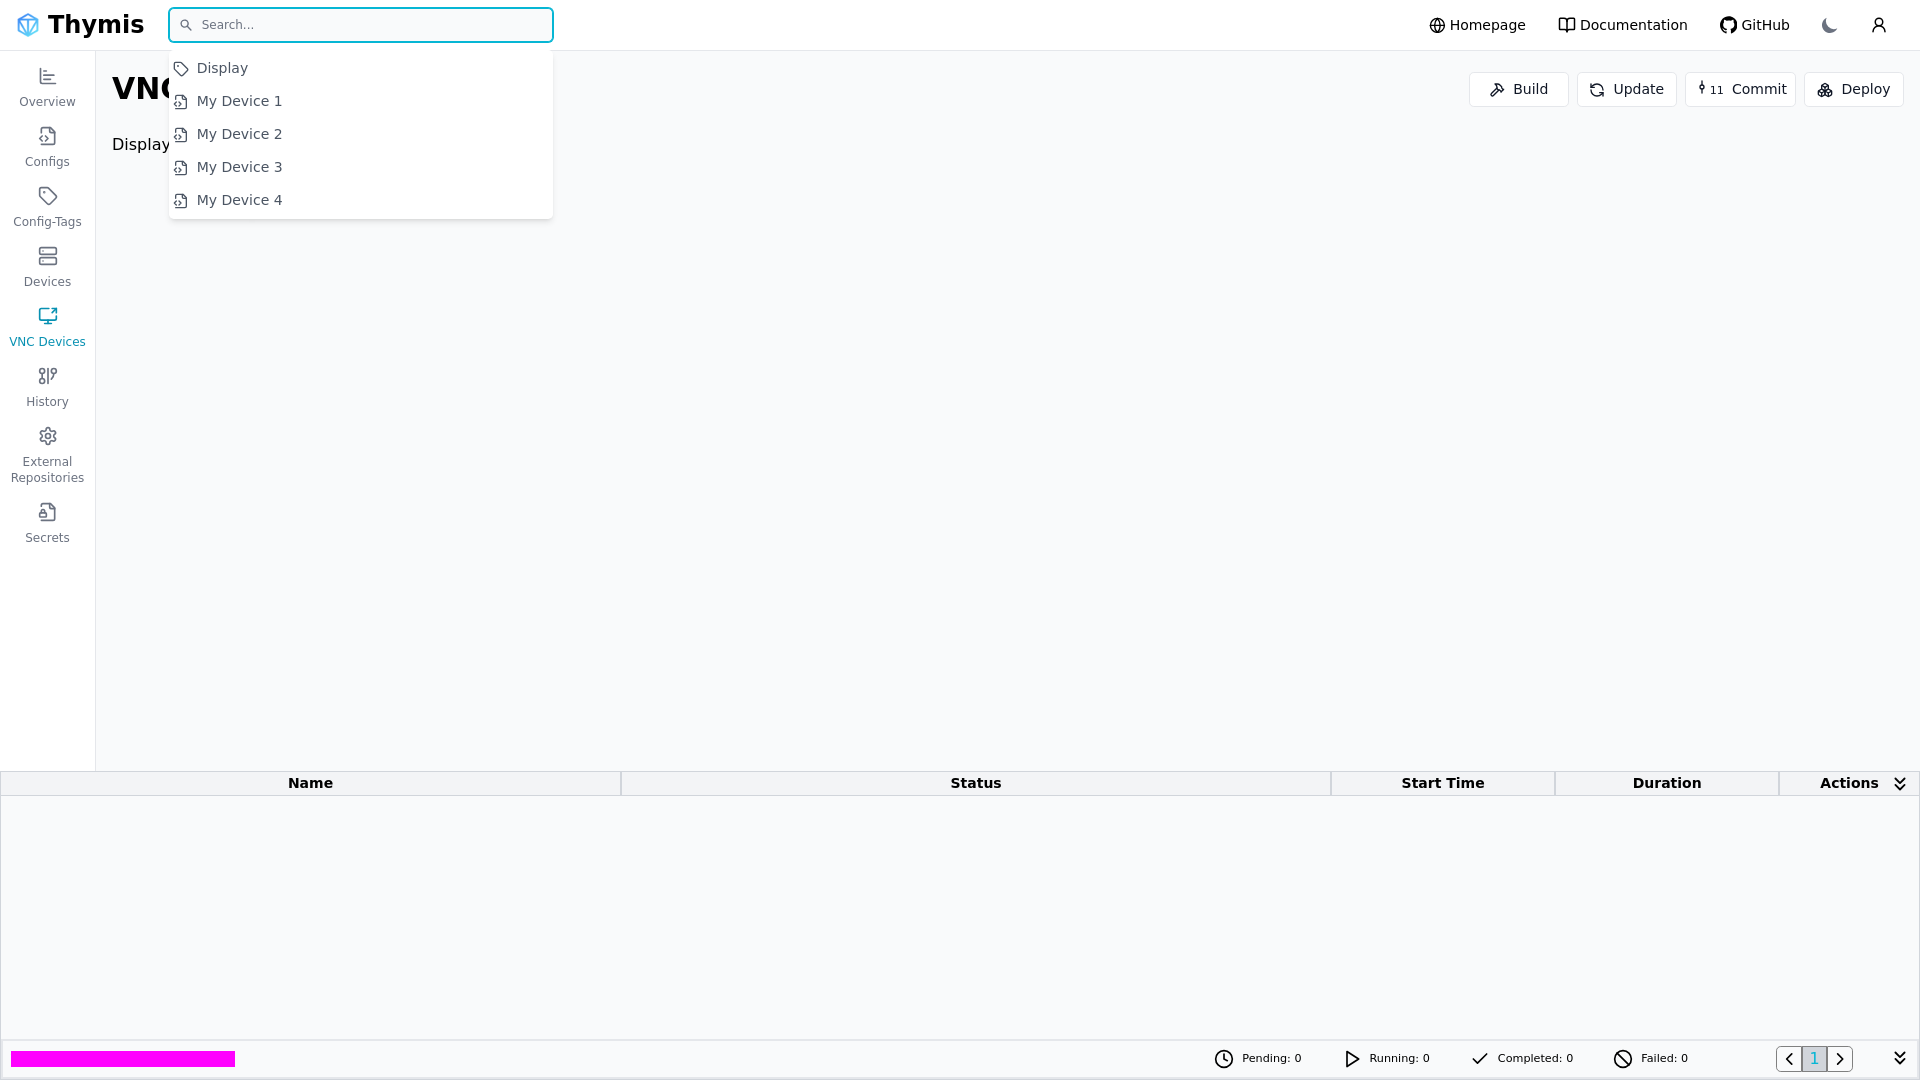 Thymis
Search...
Homepage
Documentation
GitHub
Display
My Device 1
My Device 2
My Device 3
My Device 4
VNC
Display
Build
Update
11 Commit
Deploy
Overview
Configs
Config-Tags
Devices
VNC Devices
History
External
Repositories
Secrets
Name Status Start Time Duration Actions
Pending: 0 Running: 0 Completed: 0 Failed: 0
1